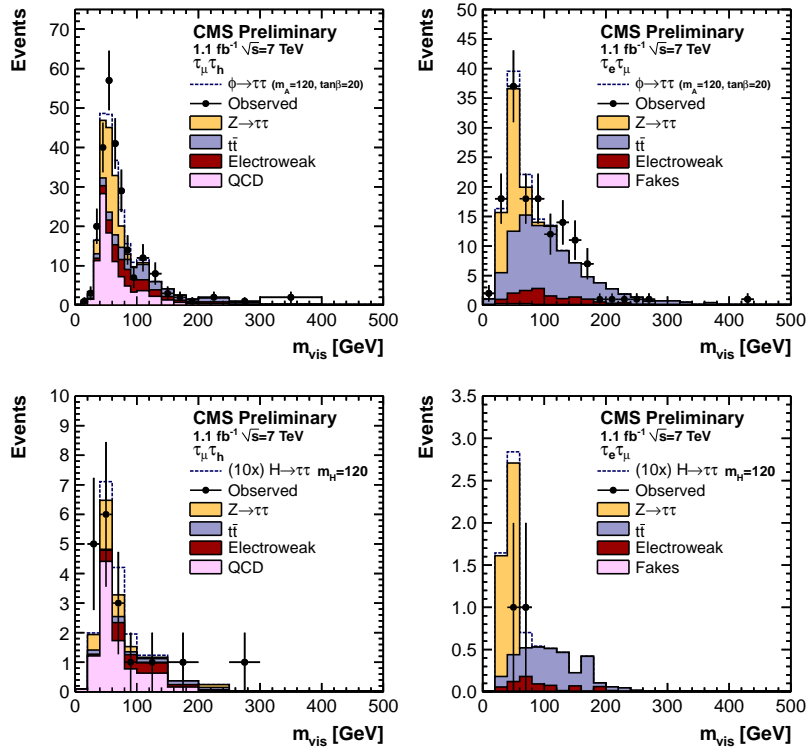 CMS Preliminary
1.1 fb⁻¹ √s=7 TeV
τμτh
ϕ→ττ (mA=120, tanβ=20)
Observed
Z→ττ
tt̄
Electroweak
QCD
Events
0
10
20
30
40
50
60
70
0
100
200
300
400
500
mvis [GeV]
CMS Preliminary
1.1 fb⁻¹ √s=7 TeV
τeτμ
ϕ→ττ (mA=120, tanβ=20)
Observed
Z→ττ
tt̄
Electroweak
Fakes
Events
0
5
10
15
20
25
30
35
40
45
50
0
100
200
300
400
500
mvis [GeV]
CMS Preliminary
1.1 fb⁻¹ √s=7 TeV
τμτh
(10x) H→ττ mH=120
Observed
Z→ττ
tt̄
Electroweak
QCD
Events
0
1
2
3
4
5
6
7
8
9
10
0
100
200
300
400
500
mvis [GeV]
CMS Preliminary
1.1 fb⁻¹ √s=7 TeV
τeτμ
(10x) H→ττ mH=120
Observed
Z→ττ
tt̄
Electroweak
Fakes
Events
0.0
0.5
1.0
1.5
2.0
2.5
3.0
3.5
0
100
200
300
400
500
mvis [GeV]